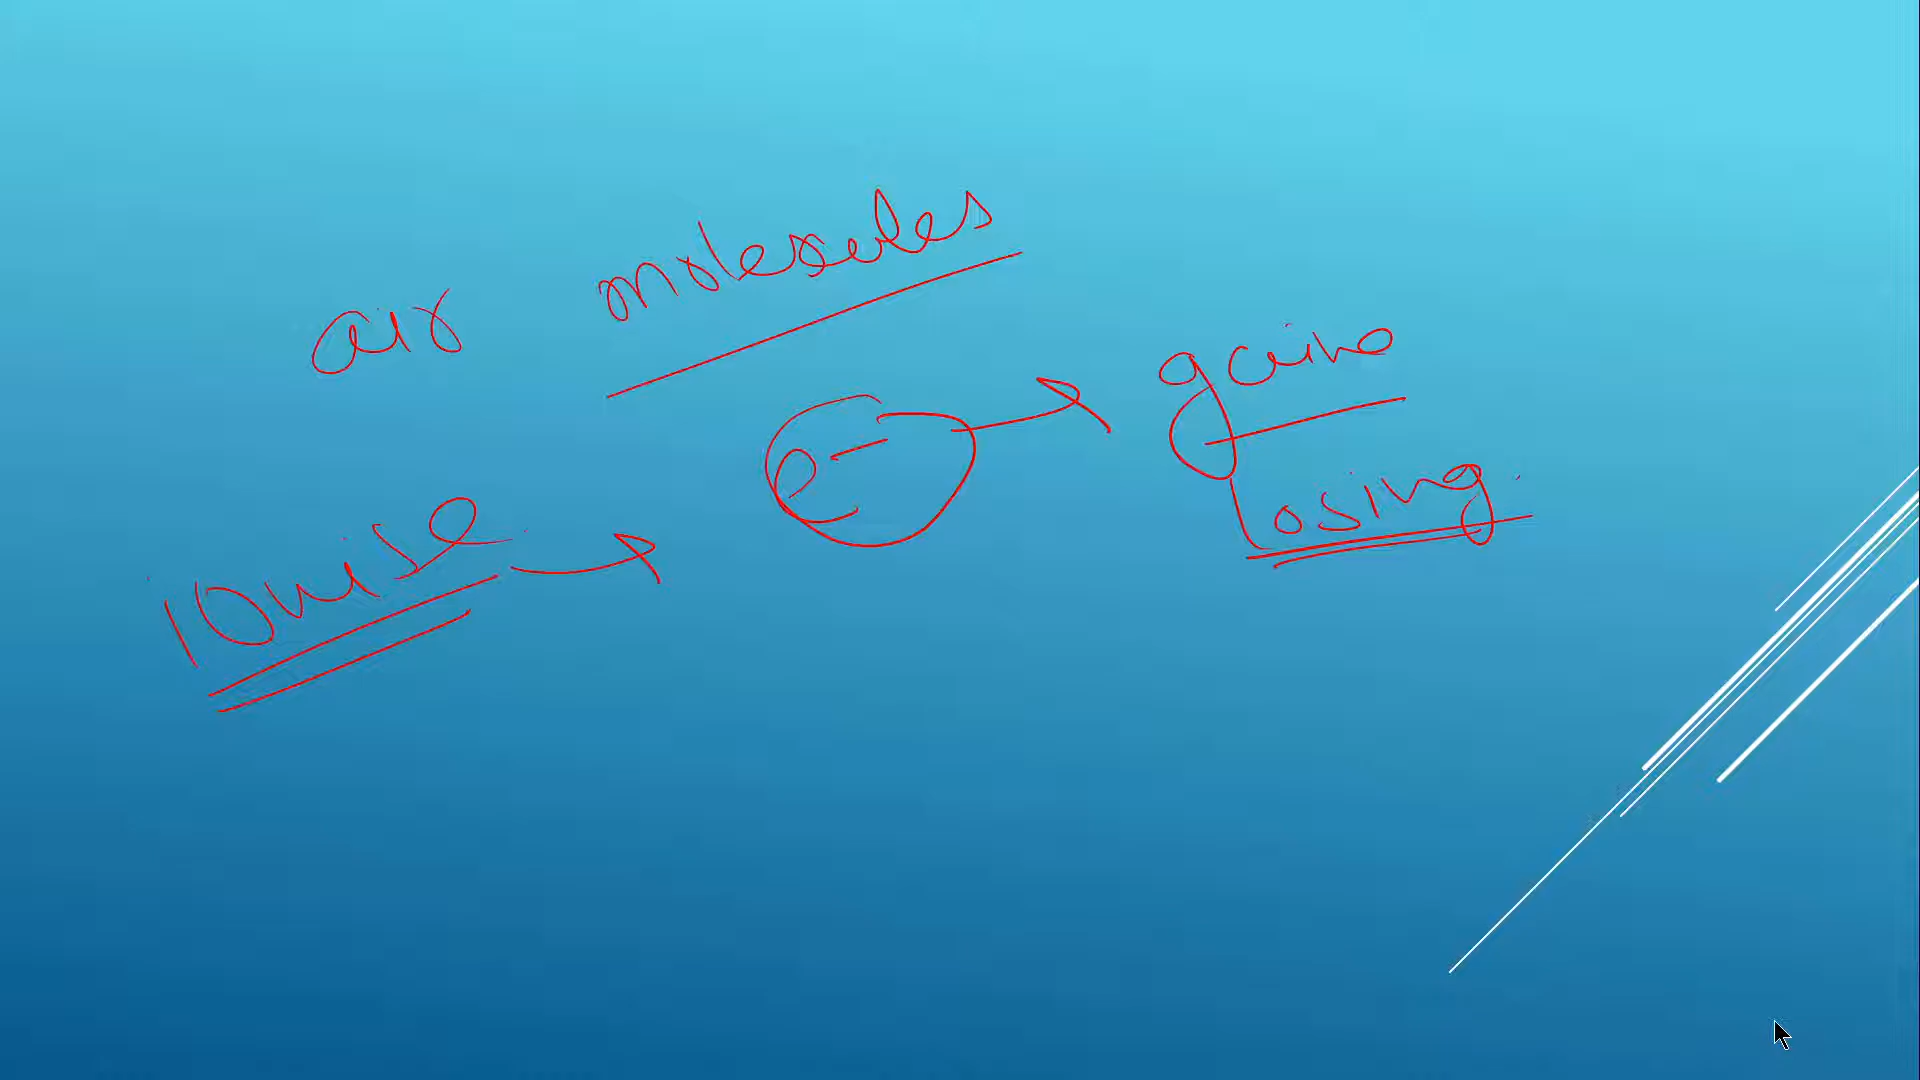 air molecules
ionise → e⁻ → gain
losing.